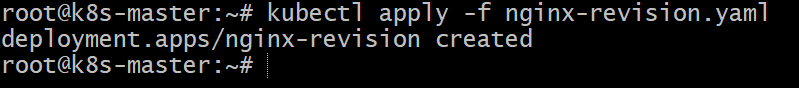 root@k8s-master:~# kubectl apply -f nginx-revision.yaml
deployment.apps/nginx-revision created
root@k8s-master:~#